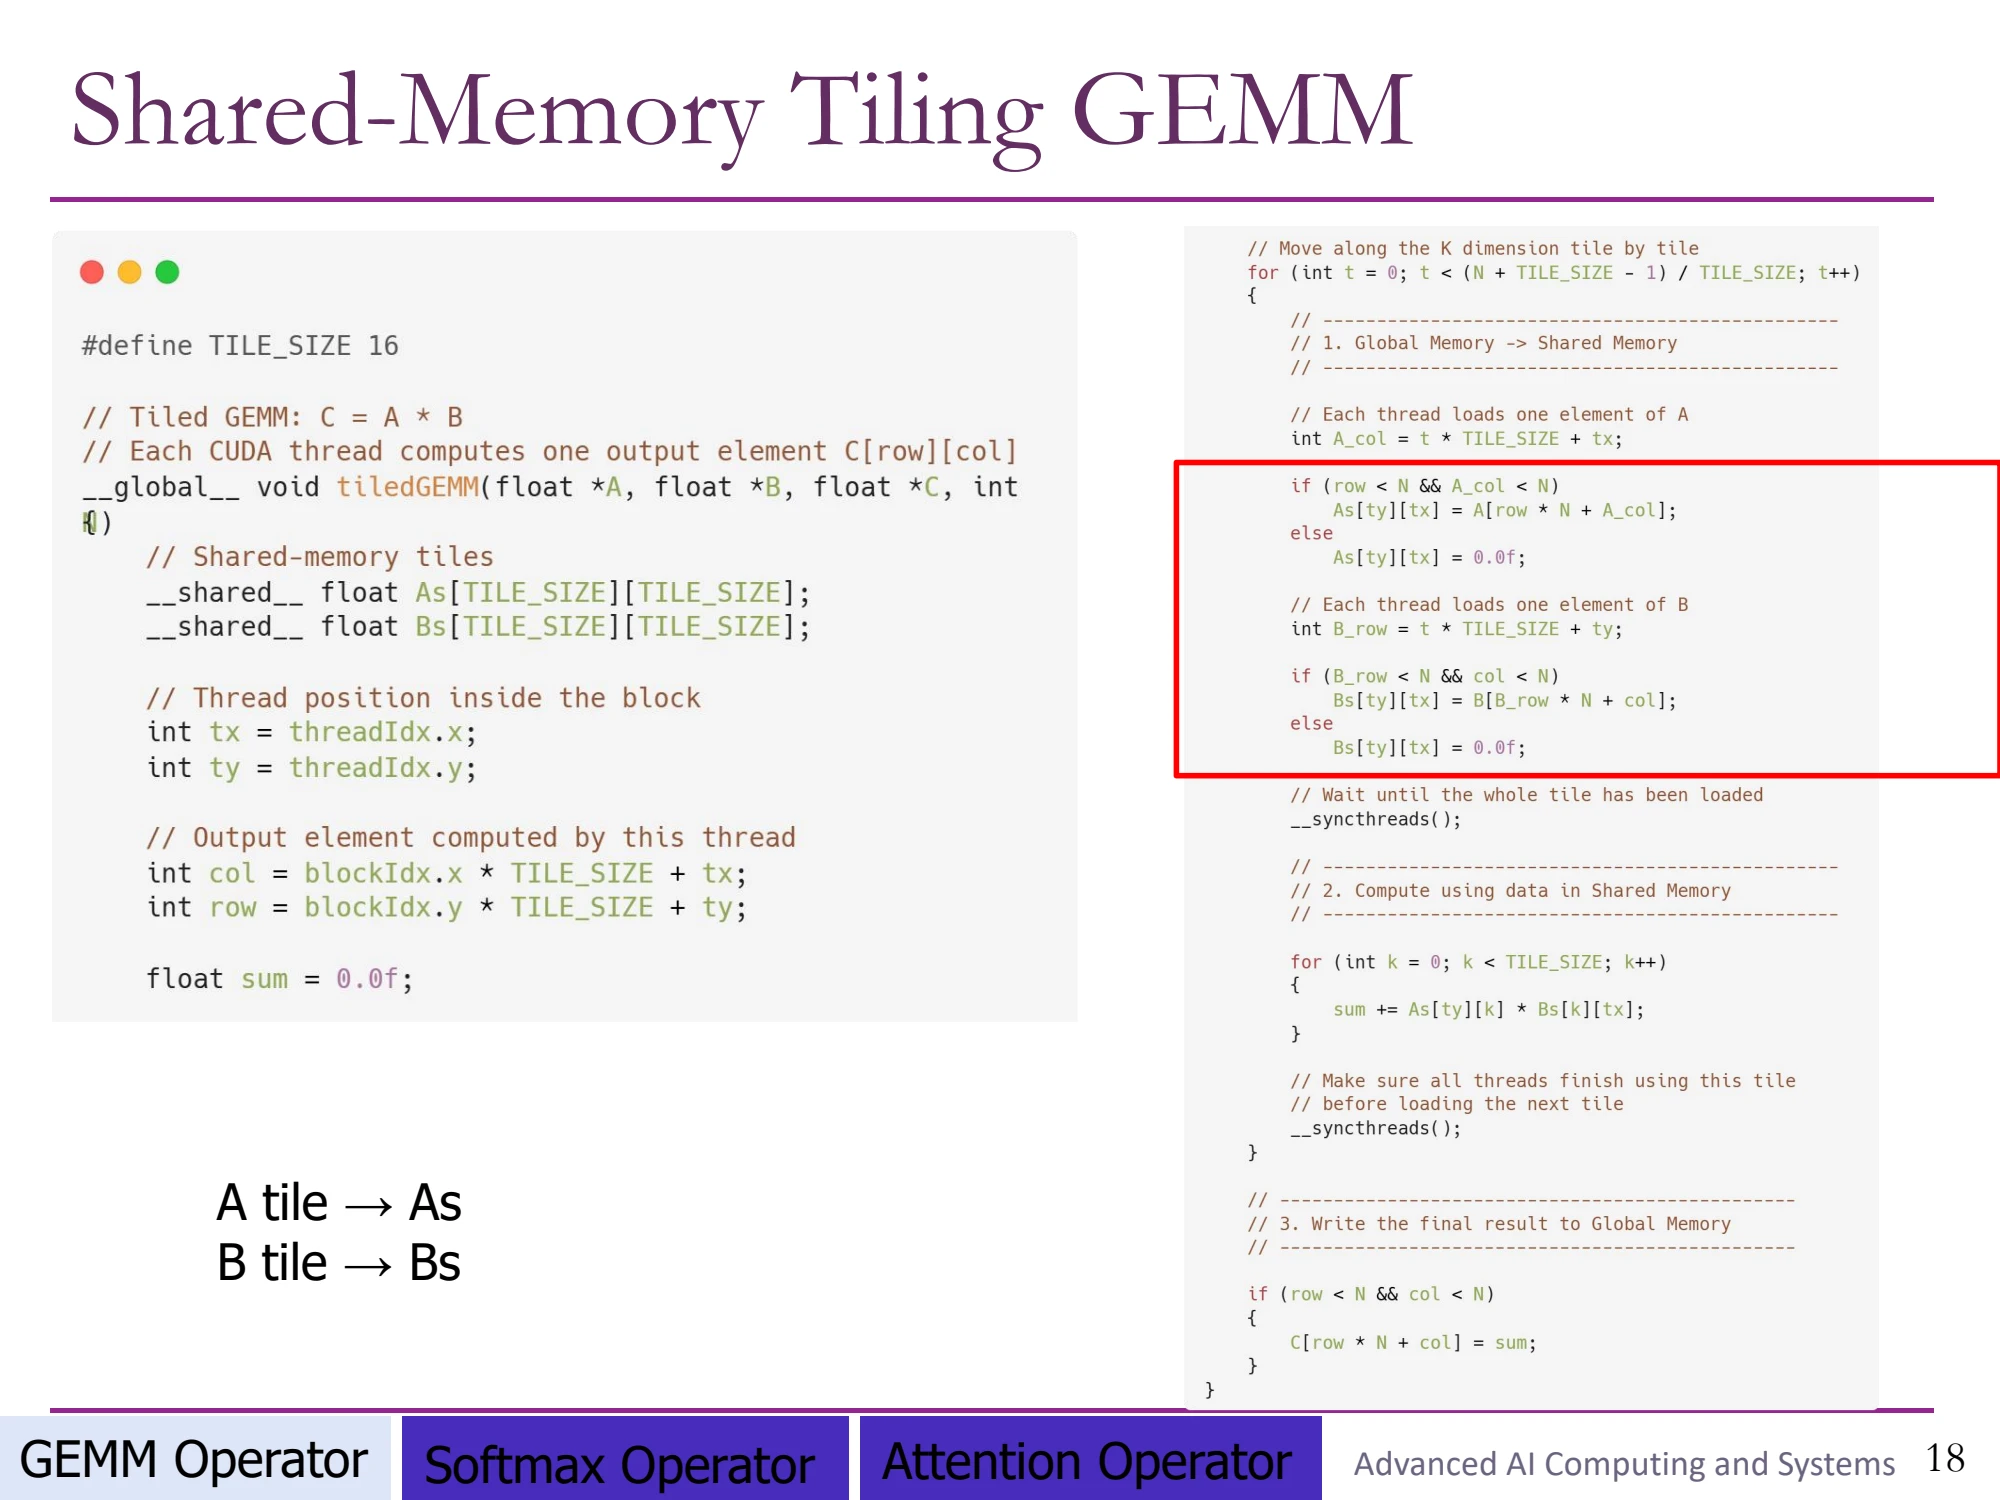 Shared-Memory Tiling GEMM
#define TILE_SIZE 16
// Tiled GEMM: C = A * B
// Each CUDA thread computes one output element C[row][col]
__global__ void tiledGEMM(float *A, float *B, float *C, int
N)
{
// Shared-memory tiles
__shared__ float As[TILE_SIZE][TILE_SIZE];
__shared__ float Bs[TILE_SIZE][TILE_SIZE];
// Thread position inside the block
int tx = threadIdx.x;
int ty = threadIdx.y;
// Output element computed by this thread
int col = blockIdx.x * TILE_SIZE + tx;
int row = blockIdx.y * TILE_SIZE + ty;
float sum = 0.0f;
A tile → As
B tile → Bs
// Move along the K dimension tile by tile
for (int t = 0; t < (N + TILE_SIZE - 1) / TILE_SIZE; t++)
{
// ------------------------------------------------
// 1. Global Memory -> Shared Memory
// ------------------------------------------------
// Each thread loads one element of A
int A_col = t * TILE_SIZE + tx;
if (row < N && A_col < N)
As[ty][tx] = A[row * N + A_col];
else
As[ty][tx] = 0.0f;
// Each thread loads one element of B
int B_row = t * TILE_SIZE + ty;
if (B_row < N && col < N)
Bs[ty][tx] = B[B_row * N + col];
else
Bs[ty][tx] = 0.0f;
// Wait until the whole tile has been loaded
__syncthreads();
// ------------------------------------------------
// 2. Compute using data in Shared Memory
// ------------------------------------------------
for (int k = 0; k < TILE_SIZE; k++)
{
sum += As[ty][k] * Bs[k][tx];
}
// Make sure all threads finish using this tile
// before loading the next tile
__syncthreads();
}
// ------------------------------------------------
// 3. Write the final result to Global Memory
// ------------------------------------------------
if (row < N && col < N)
{
C[row * N + col] = sum;
}
}
GEMM Operator
Softmax Operator
Attention Operator
Advanced AI Computing and Systems
18